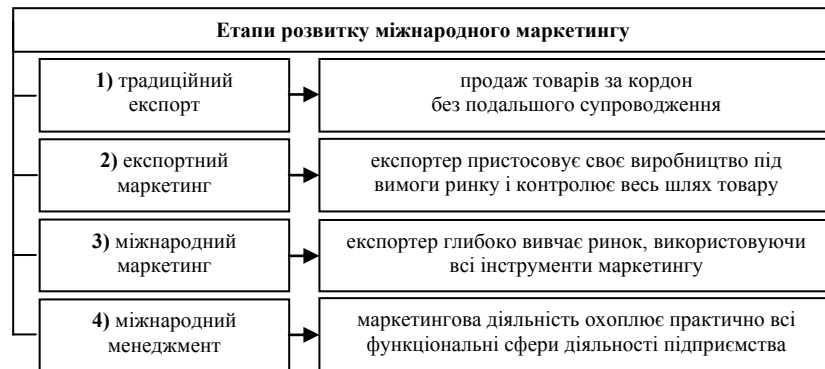 Етапи розвитку міжнародного маркетингу
1) традиційний
експорт
продаж товарів за кордон
без подальшого супроводження
2) експортний
маркетинг
експортер пристосовує своє виробництво під
вимоги ринку і контролює весь шлях товару
3) міжнародний
маркетинг
експортер глибоко вивчає ринок, використовуючи
всі інструменти маркетингу
4) міжнародний
менеджмент
маркетингова діяльність охоплює практично всі
функціональні сфери діяльності підприємства